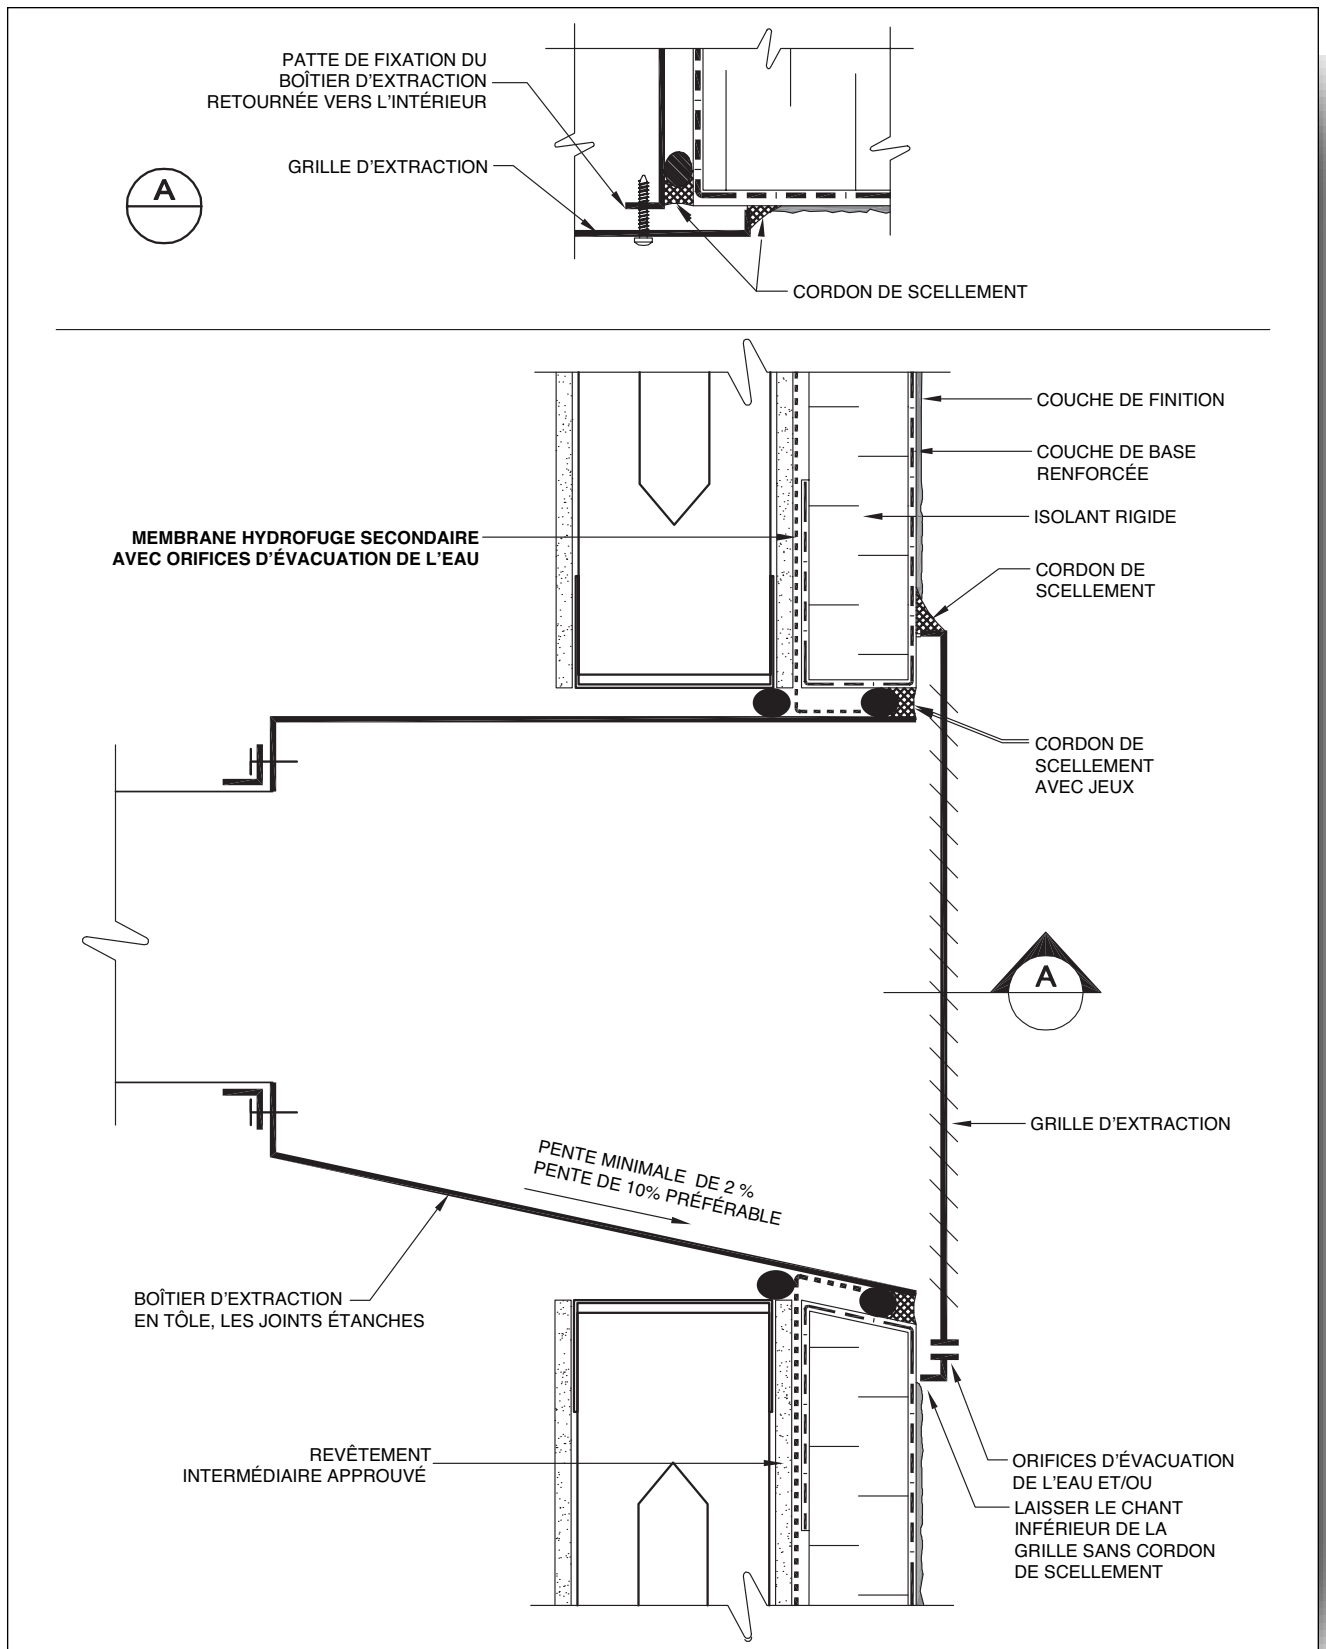 PATTE DE FIXATION DU
BOÎTIER D'EXTRACTION
RETOURNÉE VERS L'INTÉRIEUR
GRILLE D'EXTRACTION
A
CORDON DE SCELLEMENT
COUCHE DE FINITION
COUCHE DE BASE
RENFORCÉE
ISOLANT RIGIDE
MEMBRANE HYDROFUGE SECONDAIRE
AVEC ORIFICES D'ÉVACUATION DE L'EAU
CORDON DE
SCELLEMENT
CORDON DE
SCELLEMENT
AVEC JEUX
A
GRILLE D'EXTRACTION
PENTE MINIMALE DE 2 %
PENTE DE 10% PRÉFÉRABLE
BOÎTIER D'EXTRACTION
EN TÔLE, LES JOINTS ÉTANCHES
REVÊTEMENT
INTERMÉDIAIRE APPROUVÉ
ORIFICES D'ÉVACUATION
DE L'EAU ET/OU
LAISSER LE CHANT
INFÉRIEUR DE LA
GRILLE SANS CORDON
DE SCELLEMENT